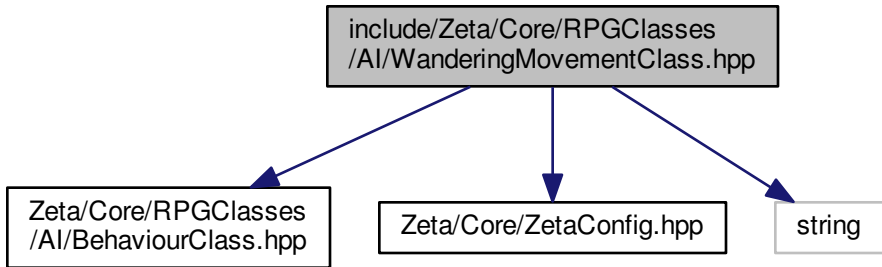 include/Zeta/Core/RPGClasses
/AI/WanderingMovementClass.hpp
Zeta/Core/RPGClasses
/AI/BehaviourClass.hpp
Zeta/Core/ZetaConfig.hpp
string